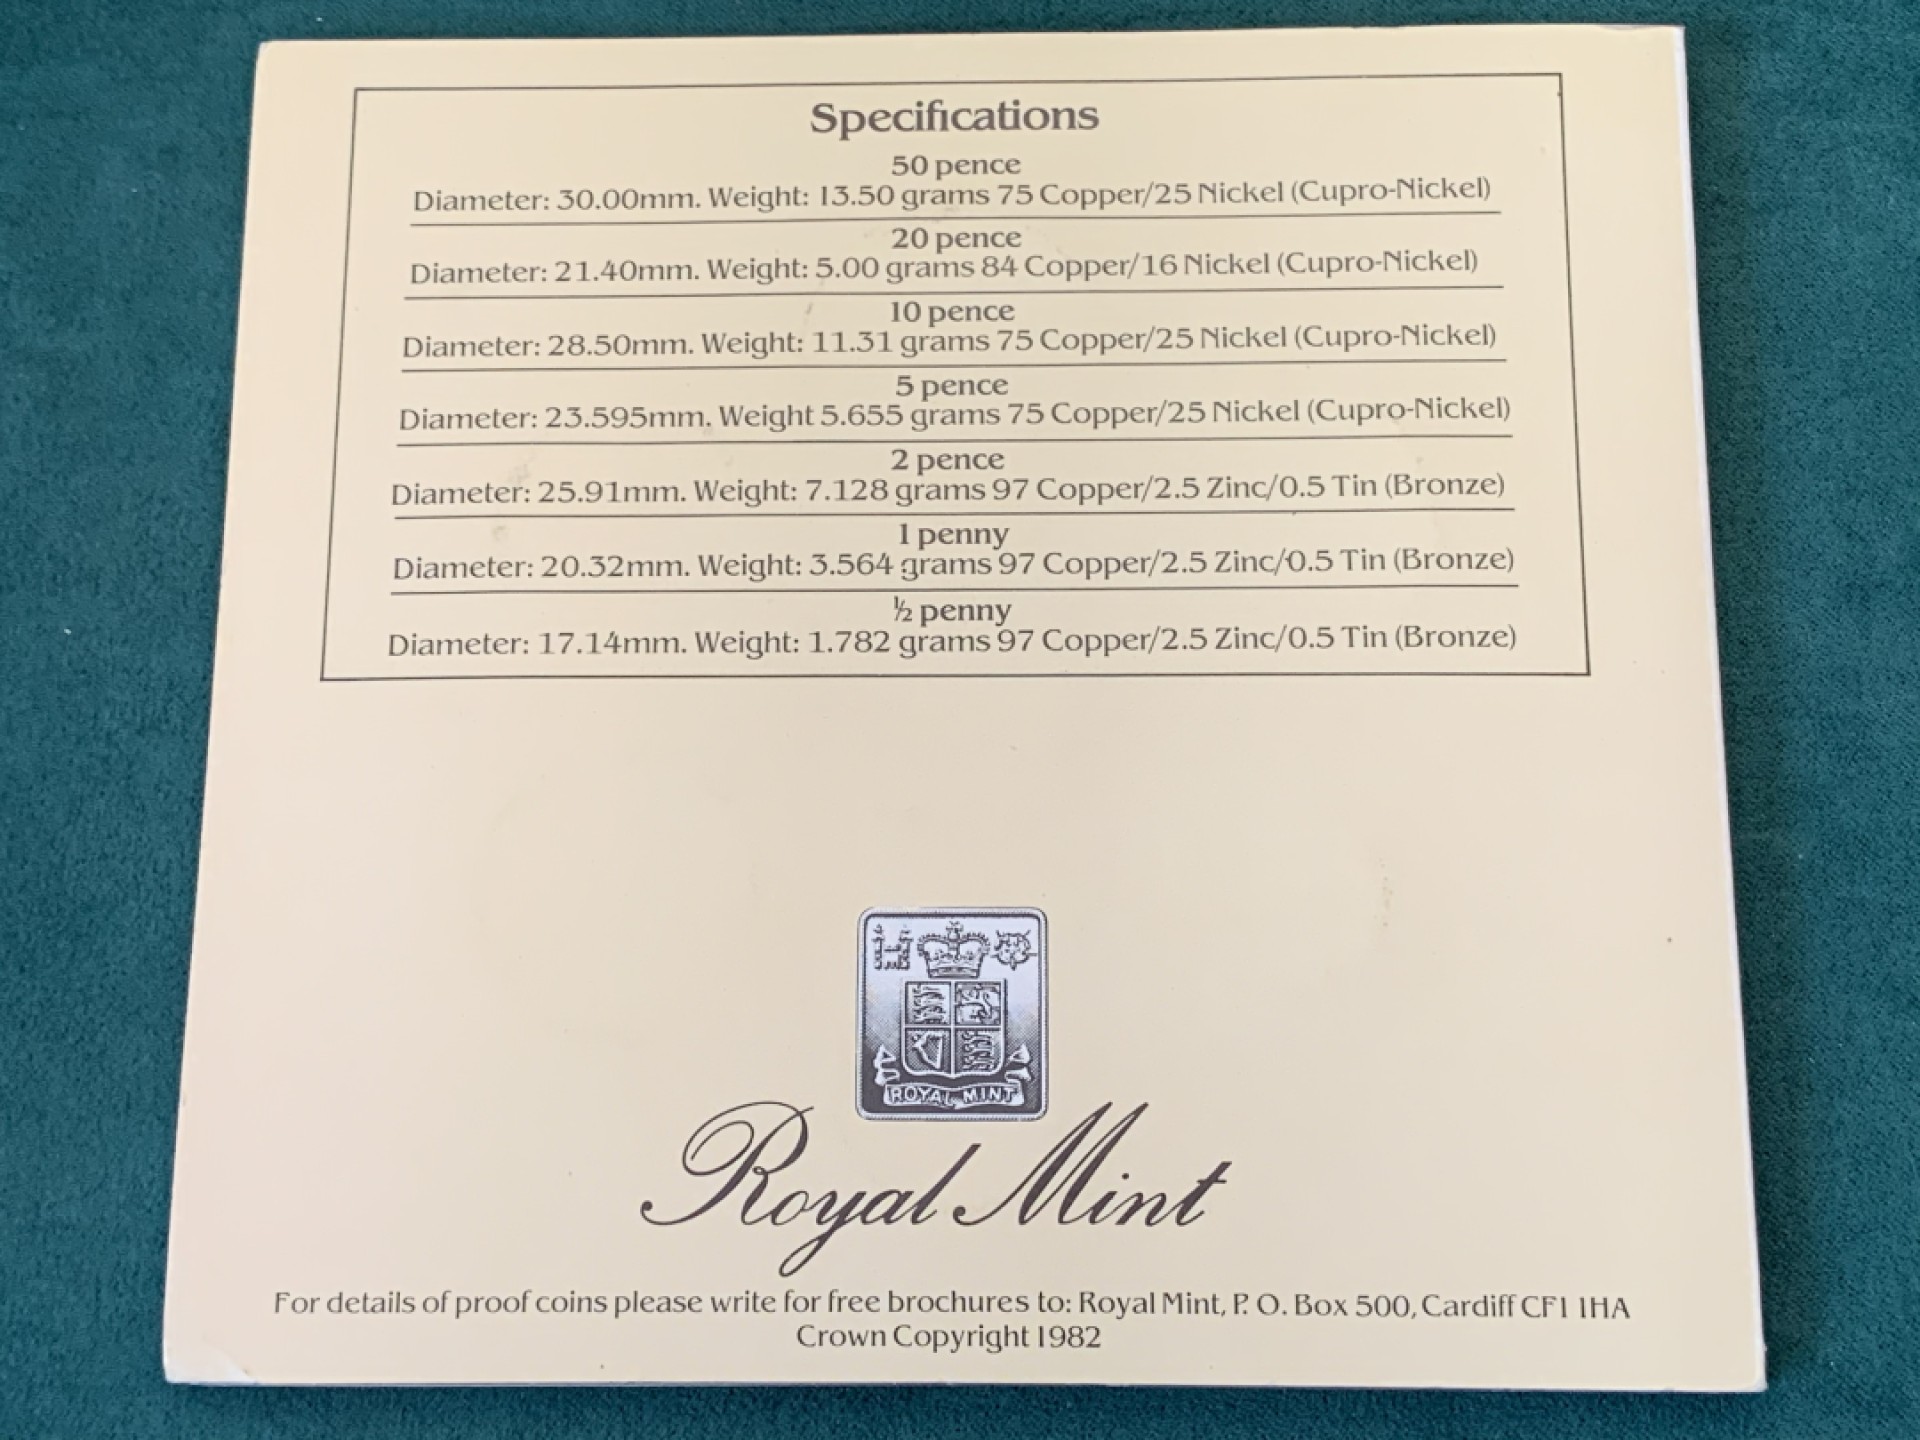 Specifications
50 pence
Diameter: 30.00mm. Weight: 13.50 grams 75 Copper/25 Nickel (Cupro-Nickel)
20 pence
Diameter: 21.40mm. Weight: 5.00 grams 84 Copper/16 Nickel (Cupro-Nickel)
10 pence
Diameter: 28.50mm. Weight: 11.31 grams 75 Copper/25 Nickel (Cupro-Nickel)
5 pence
Diameter: 23.595mm. Weight 5.655 grams 75 Copper/25 Nickel (Cupro-Nickel)
2 pence
Diameter: 25.91mm. Weight: 7.128 grams 97 Copper/2.5 Zinc/0.5 Tin (Bronze)
1 penny
Diameter: 20.32mm. Weight: 3.564 grams 97 Copper/2.5 Zinc/0.5 Tin (Bronze)
½ penny
Diameter: 17.14mm. Weight: 1.782 grams 97 Copper/2.5 Zinc/0.5 Tin (Bronze)
ROYAL MINT
Royal Mint
For details of proof coins please write for free brochures to: Royal Mint, P. O. Box 500, Cardiff CF1 1HA
Crown Copyright 1982